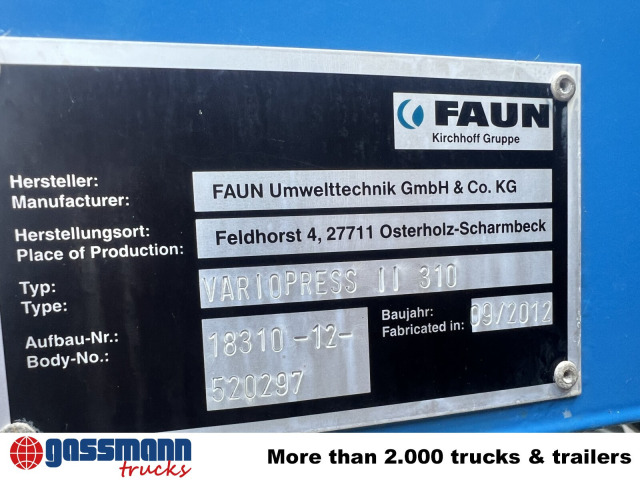 FAUN
Kirchhoff Gruppe
Hersteller:
Manufacturer:
FAUN Umwelttechnik GmbH & Co. KG
Herstellungsort:
Place of Production:
Feldhorst 4, 27711 Osterholz-Scharmbeck
Typ:
Type:
VARIOPRESS II 310
Aufbau-Nr.:
Body-No.:
18310-12-
520297
Baujahr:
Fabricated in:
09/2012
gassmann
trucks
More than 2.000 trucks & trailers